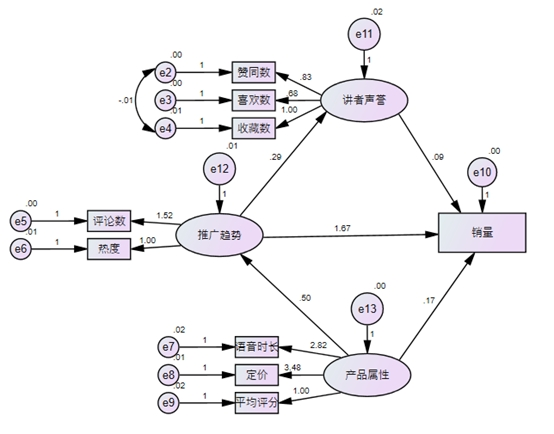 .02
e11
1
.00
e2
1
赞同数
.83
讲者声誉
.00
e3
1
喜欢数
.68
-.01
.01
e4
1
收藏数
1.00
.29
.09
.01
e12
1
.00
e10
1
.00
e5
1
评论数
1.52
推广趋势
1.67
销量
.01
e6
1
热度
1.00
.50
.17
.00
e13
1
.02
e7
1
语音时长
2.82
.01
e8
1
定价
3.48
产品属性
.02
e9
1
平均评分
1.00